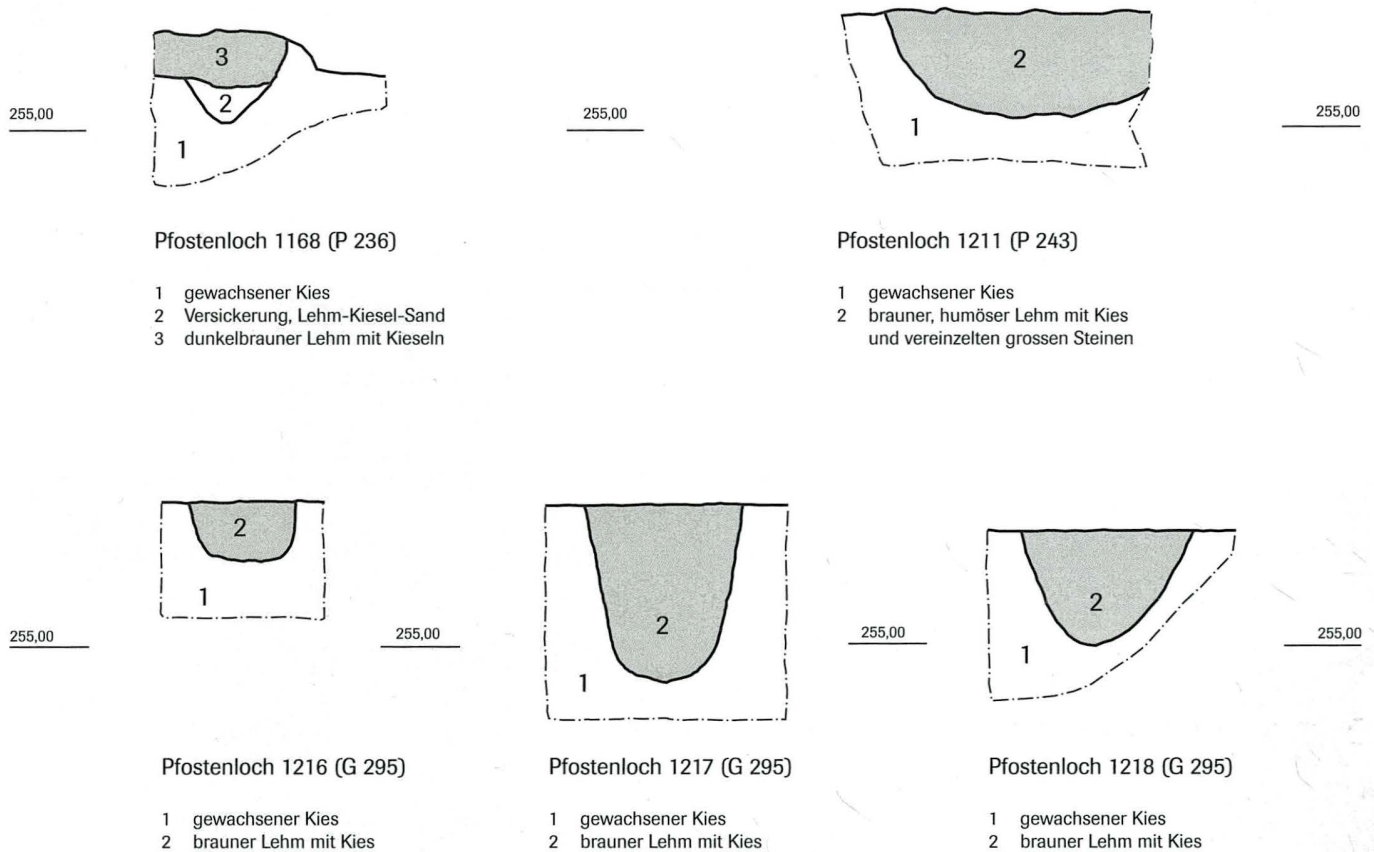 3
2
2
255,00
255,00
255,00
1
1
Pfostenloch 1168 (P 236)
1 gewachsener Kies
2 Versickerung, Lehm-Kiesel-Sand
3 dunkelbrauner Lehm mit Kieseln
Pfostenloch 1211 (P 243)
1 gewachsener Kies
2 brauner, humöser Lehm mit Kies
und vereinzelten grossen Steinen
2
1
255,00
255,00
2
1
255,00
2
1
255,00
Pfostenloch 1216 (G 295)
1 gewachsener Kies
2 brauner Lehm mit Kies
Pfostenloch 1217 (G 295)
1 gewachsener Kies
2 brauner Lehm mit Kies
Pfostenloch 1218 (G 295)
1 gewachsener Kies
2 brauner Lehm mit Kies